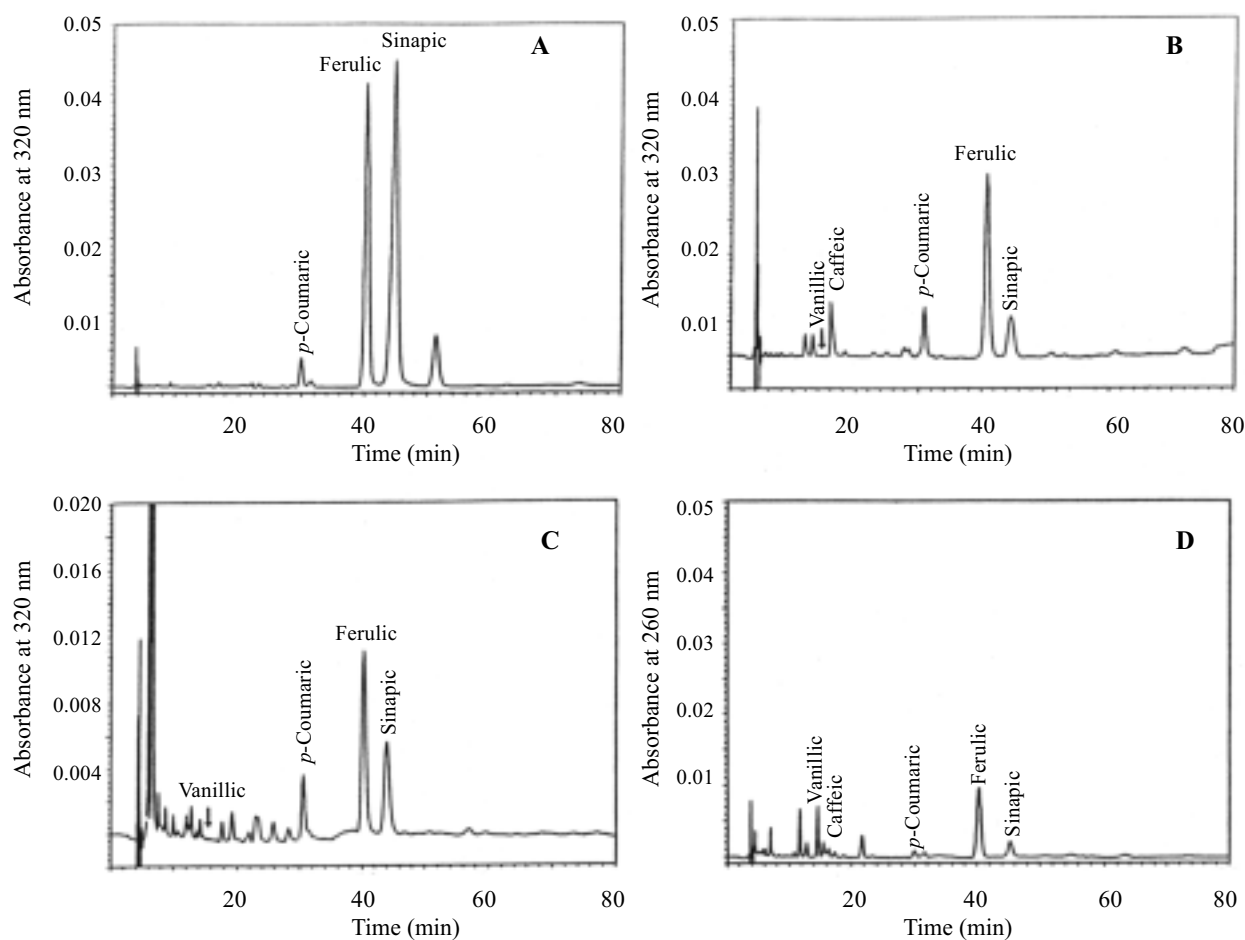 0.05
0.04
0.03
0.02
0.01
Absorbance at 320 nm
A
Sinapic
Ferulic
p-Coumaric
20
40
60
80
Time (min)
0.05
0.04
0.03
0.02
0.01
Absorbance at 320 nm
B
Ferulic
Vanillic
Caffeic
p-Coumaric
Sinapic
20
40
60
80
Time (min)
0.020
0.016
0.012
0.008
0.004
Absorbance at 320 nm
C
Ferulic
p-Coumaric
Sinapic
Vanillic
20
40
60
80
Time (min)
0.05
0.04
0.03
0.02
0.01
Absorbance at 260 nm
D
Vanillic
Caffeic
p-Coumaric
Ferulic
Sinapic
20
40
60
80
Time (min)